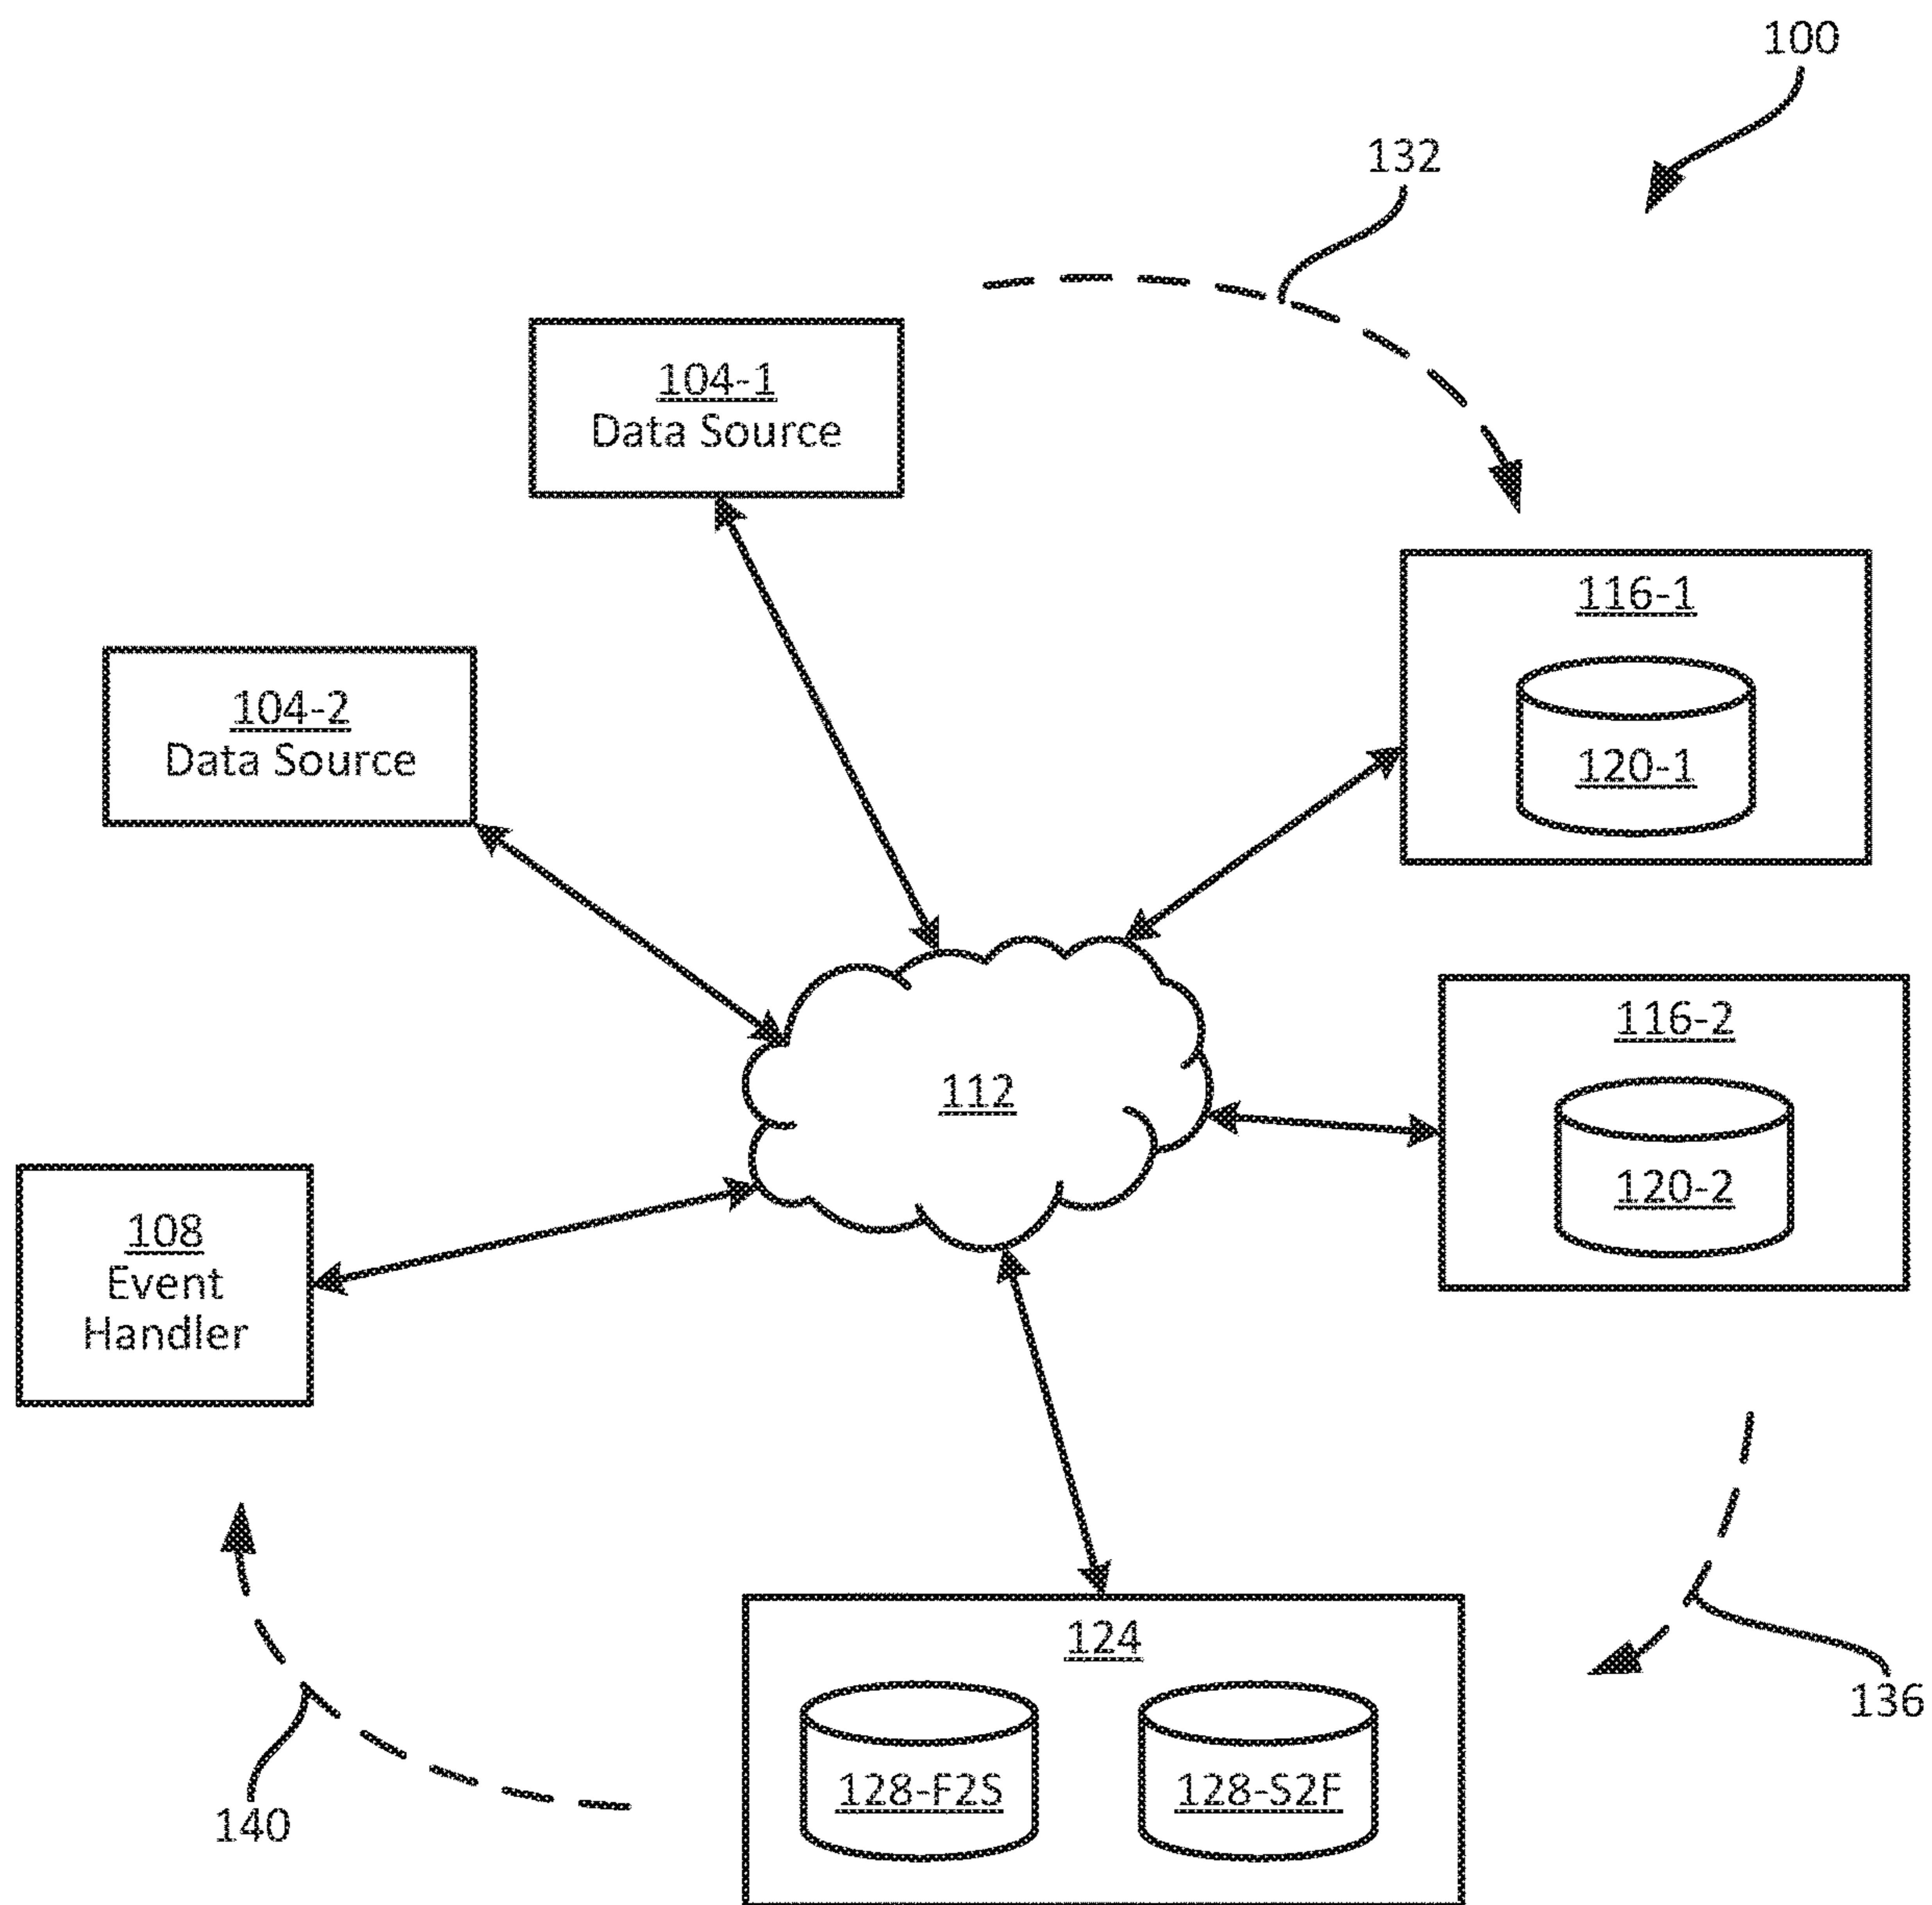 100
132
104-1
Data Source
116-1
120-1
104-2
Data Source
112
116-2
120-2
108
Event
Handler
124
128-F2S
128-S2F
136
140